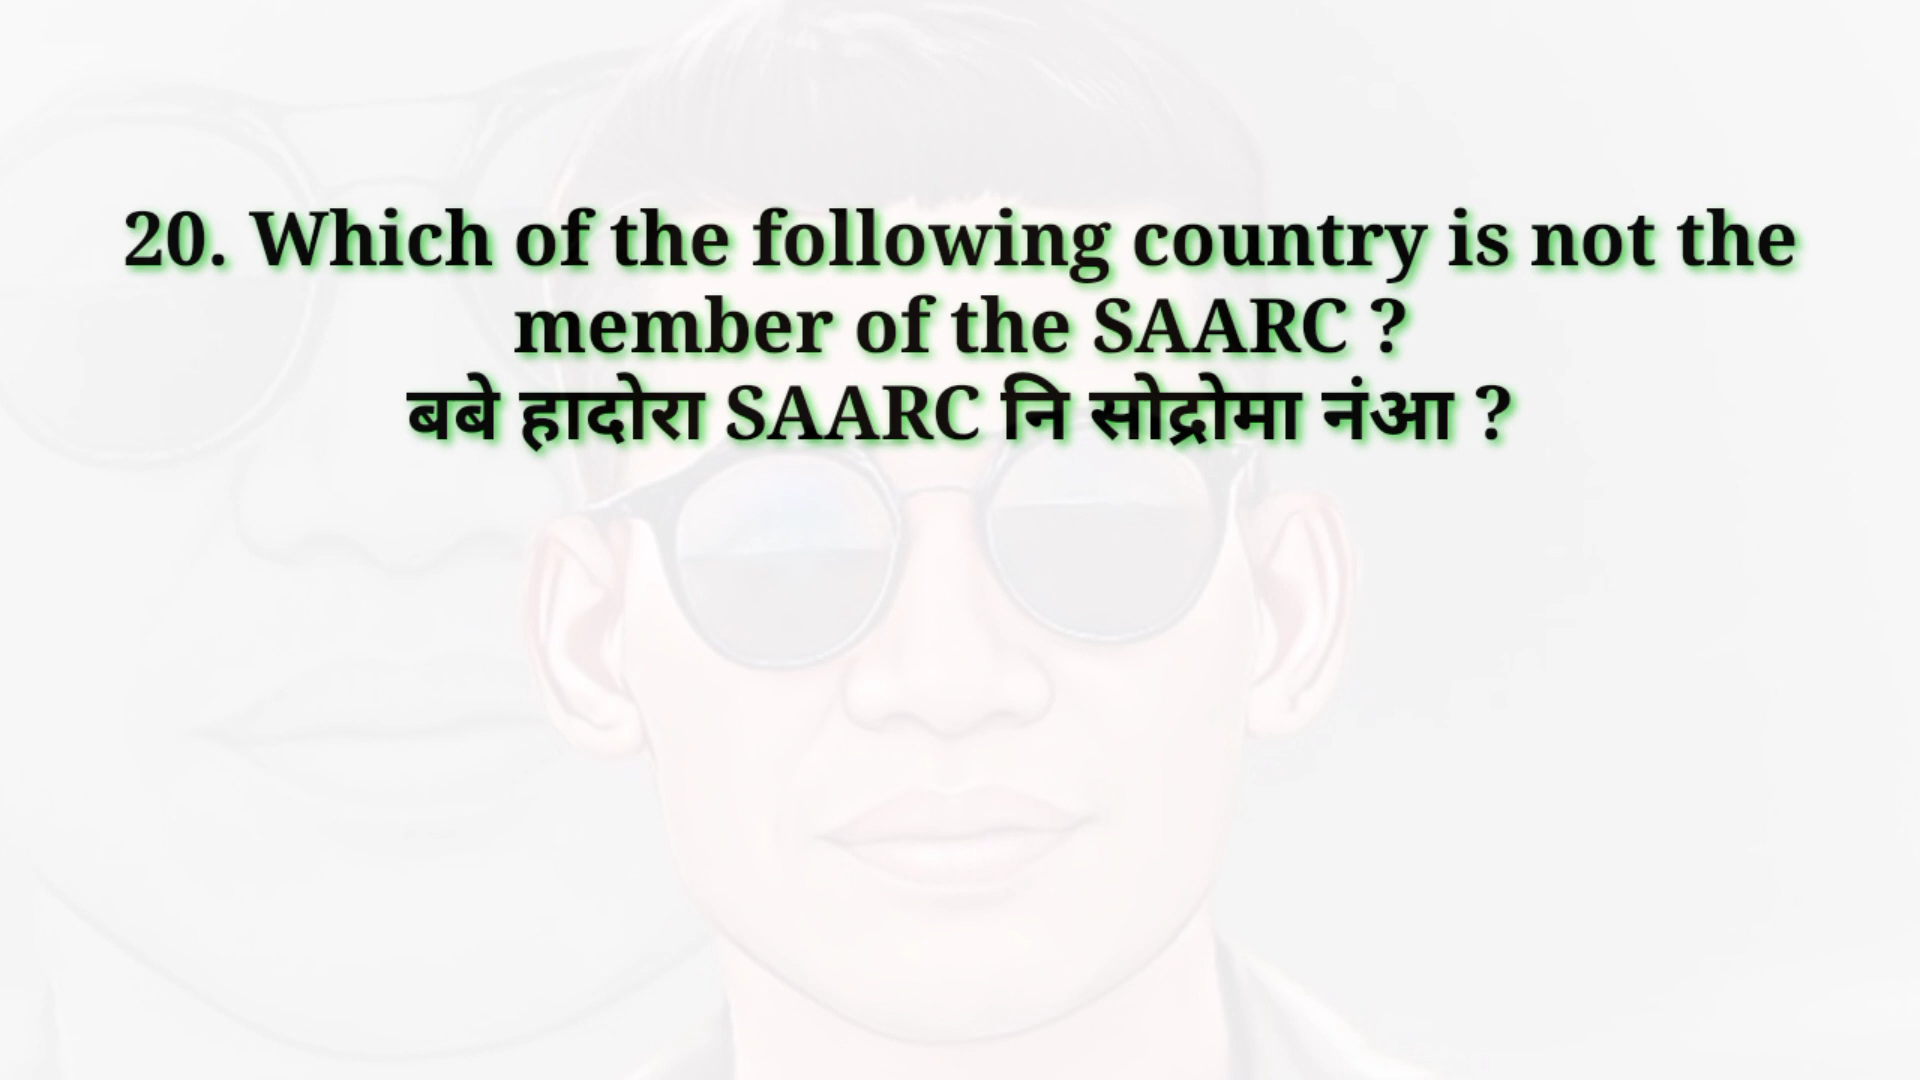 20. Which of the following country is not the
member of the SAARC ?
बबे हादोरा SAARC नि सोद्रोमा नंआ ?